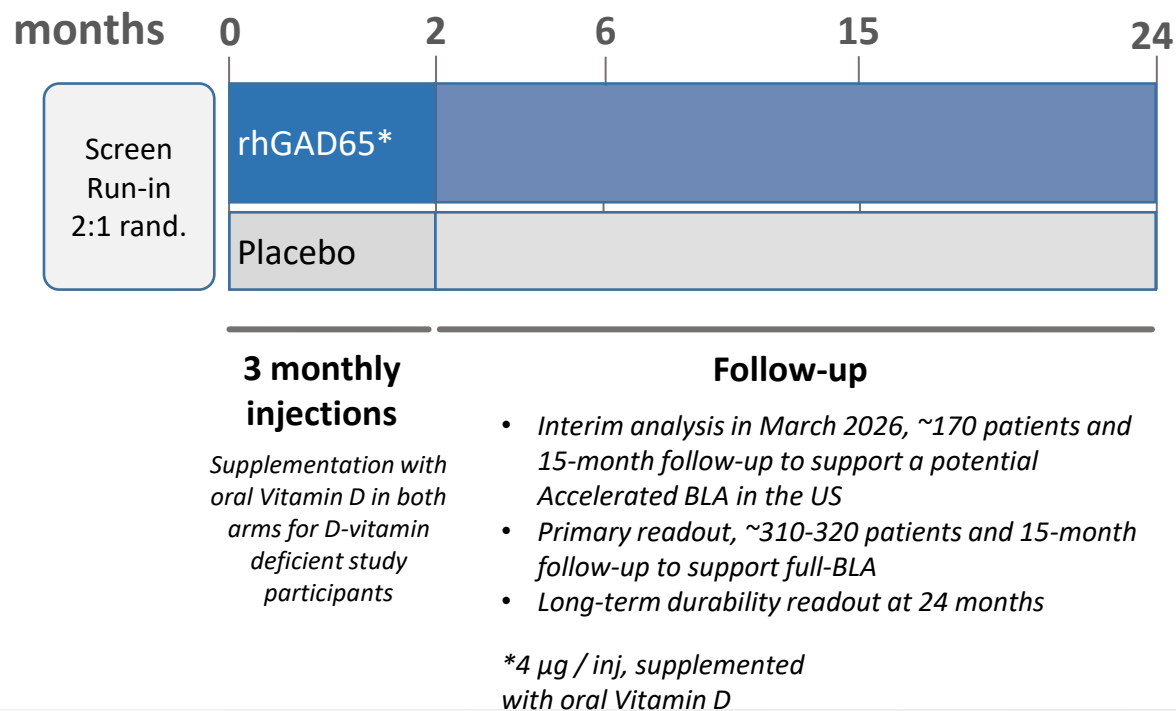 months 0 2 6 15 24
Screen
Run-in
2:1 rand.
rhGAD65*
Placebo
3 monthly
injections
Supplementation with
oral Vitamin D in both
arms for D-vitamin
deficient study
participants
Follow-up
• Interim analysis in March 2026, ~170 patients and
15-month follow-up to support a potential
Accelerated BLA in the US
• Primary readout, ~310-320 patients and 15-month
follow-up to support full-BLA
• Long-term durability readout at 24 months
*4 µg / inj, supplemented
with oral Vitamin D